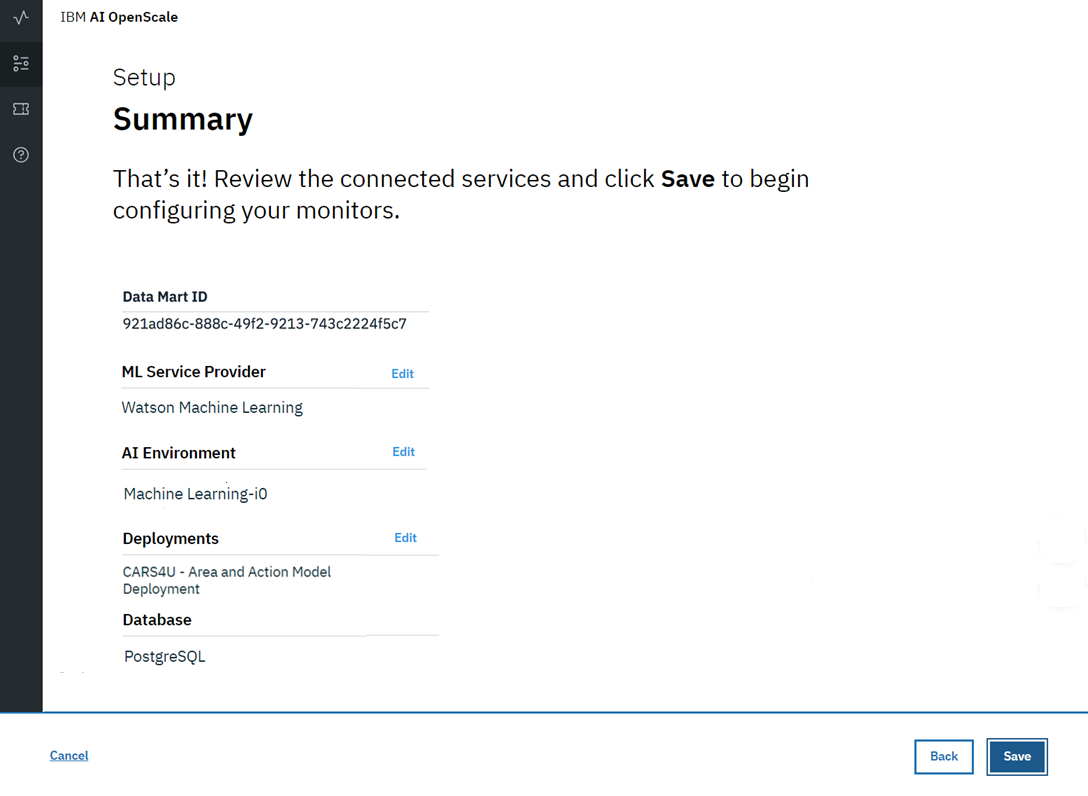 IBM AI OpenScale
Setup
Summary
That's it! Review the connected services and click Save to begin
configuring your monitors.
Data Mart ID
921ad86c-888c-49f2-9213-743c2224f5c7
ML Service Provider Edit
Watson Machine Learning
AI Environment Edit
Machine Learning-i0
Deployments Edit
CARS4U - Area and Action Model
Deployment
Database
PostgreSQL
Cancel Back Save